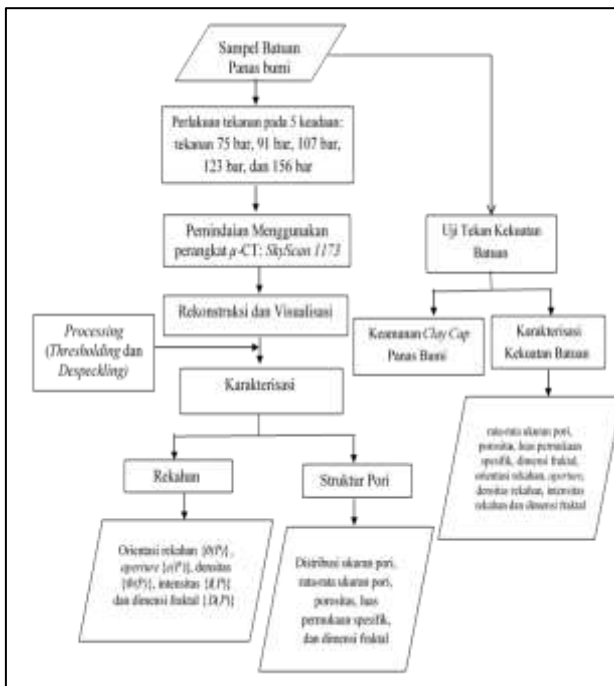 Sampel Batuan
Panas bumi
Perlakuan tekanan pada 5 keadaan:
tekanan 75 bar, 91 bar, 107 bar,
123 bar, dan 156 bar
Pemindaian Menggunakan
perangkat μ-CT: SkyScan 1173
Rekonstruksi dan Visualisasi
Processing
(Thresholding dan
Despeckling)
Karakterisasi
Rekahan
Struktur Pori
Orientasi rekahan {θ(P)},
aperture {a(P)}, densitas
intensitas {I(P)}
dan dimensi fraktal {D(P)}
Distribusi ukuran pori,
rata-rata ukuran pori,
porositas, luas
permukaan spesifik,
dan dimensi fraktal
Uji Tekan Kekuatan
Batuan
Keamanan Clay Cap
Panas Bumi
Karakterisasi
Kekuatan Batuan
rata-rata ukuran pori,
porositas, luas permukaan
spesifik, dimensi fraktal,
orientasi rekahan, aperture,
densitas rekahan, intensitas
rekahan dan dimensi fraktal